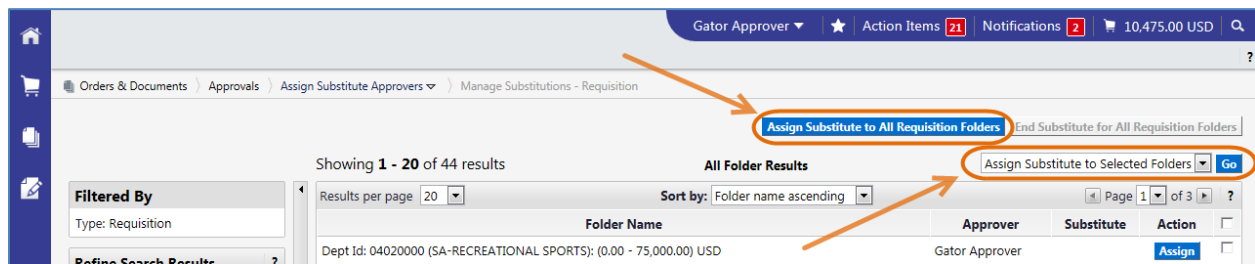 Gator Approver Action Items 21 Notifications 2 10,475.00 USD
?
Orders & Documents Approvals Assign Substitute Approvers Manage Substitutions - Requisition
Assign Substitute to All Requisition Folders End Substitute for All Requisition Folders
Showing 1 - 20 of 44 results All Folder Results Assign Substitute to Selected Folders Go
Filtered By Results per page 20 Sort by: Folder name ascending Page 1 of 3 ?
Type: Requisition Folder Name Approver Substitute Action
Refine Search Results ? Dept Id: 04020000 (SA-RECREATIONAL SPORTS): (0.00 - 75,000.00) USD Gator Approver Assign